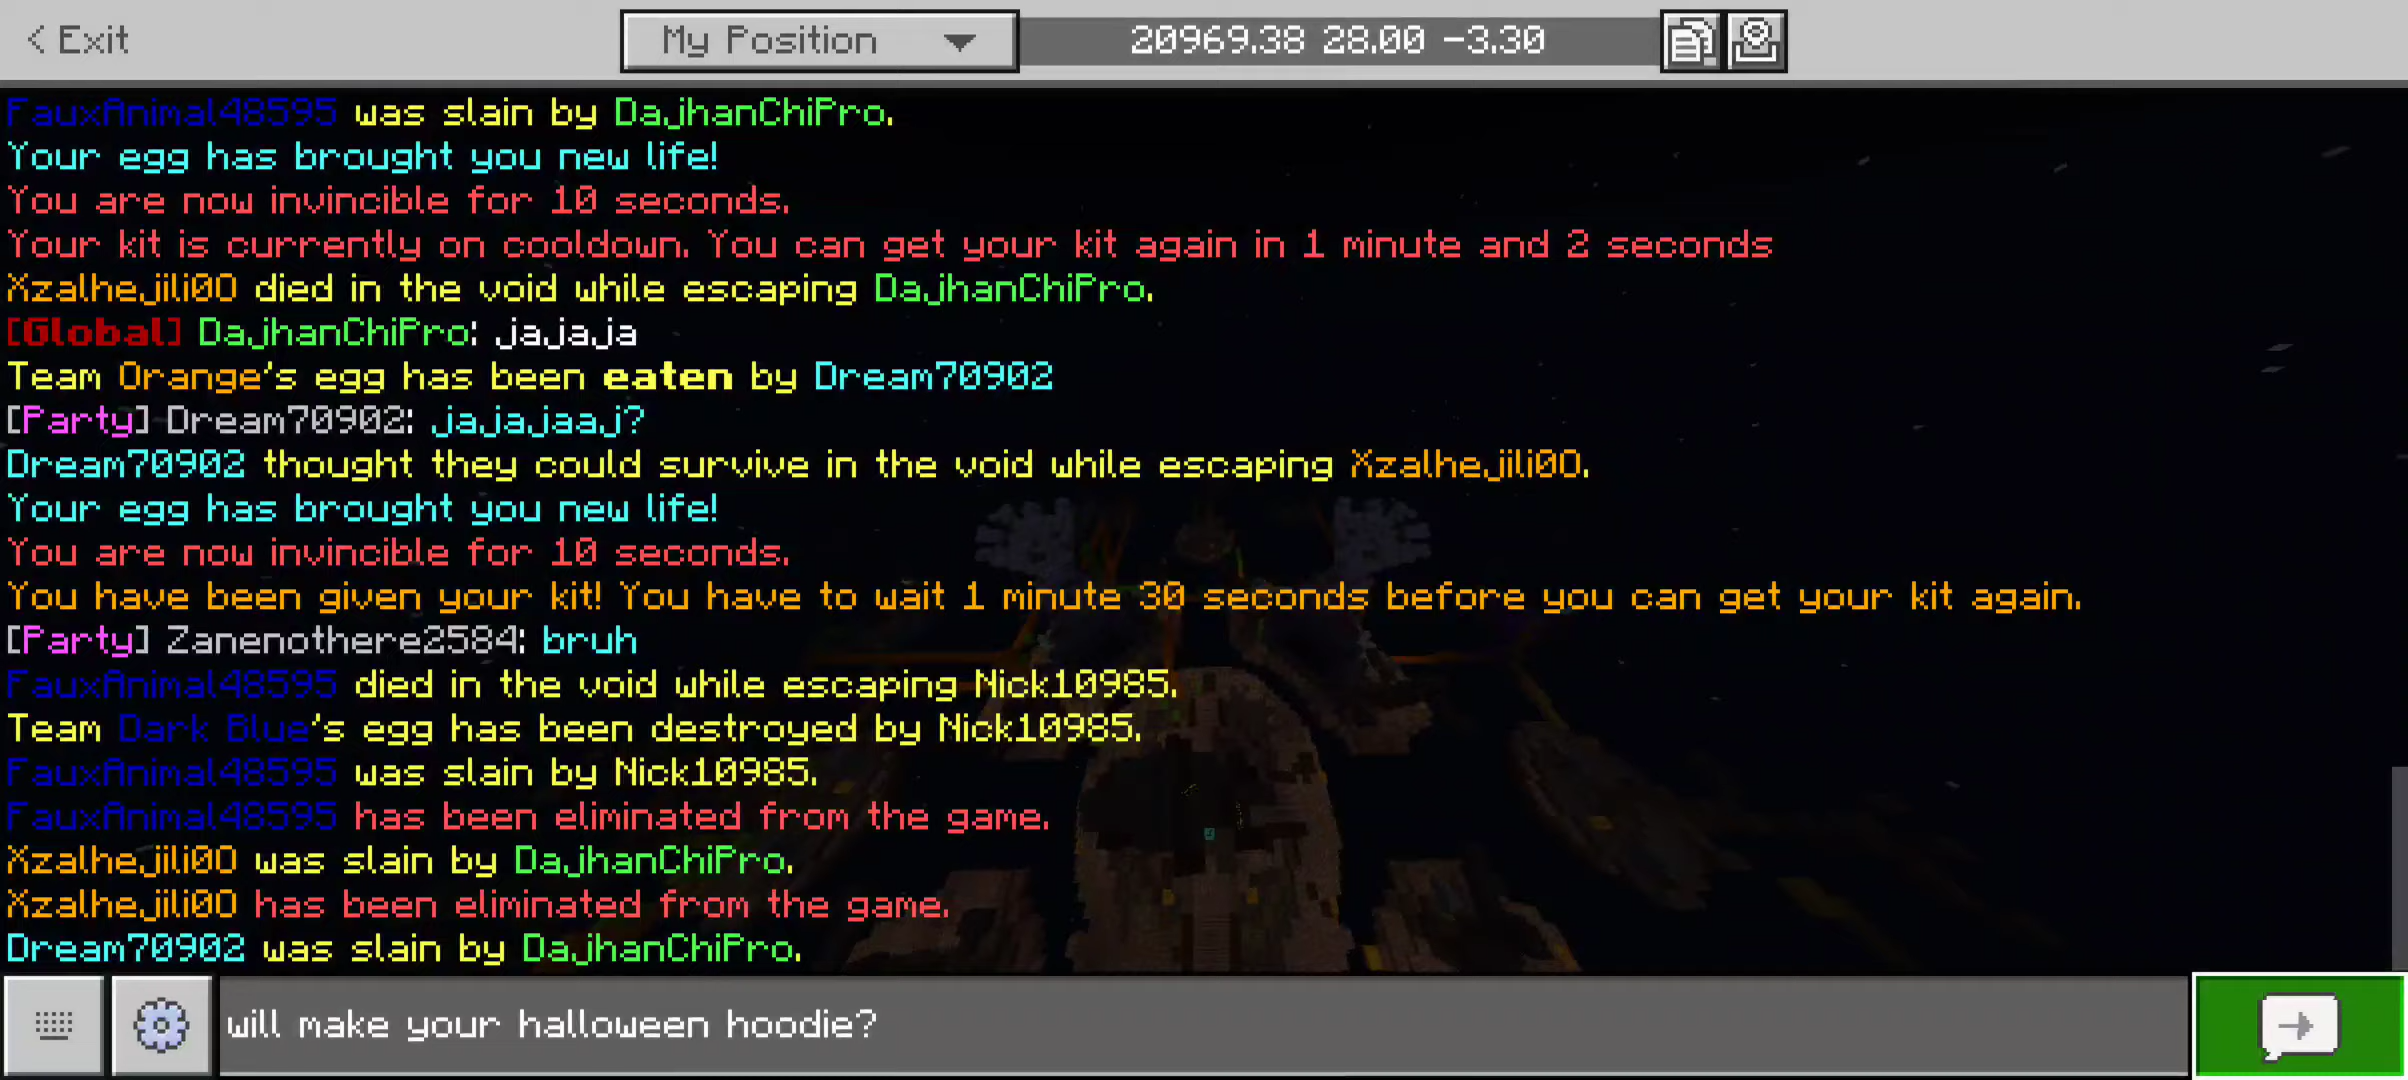 < Exit
My Position
20969.38 28.00 -3.30
FauxAnimal48595 was slain by DajhanChiPro.
Your egg has brought you new life!
You are now invincible for 10 seconds.
Your kit is currently on cooldown. You can get your kit again in 1 minute and 2 seconds
Xzalhejili0O died in the void while escaping DajhanChiPro.
[Global] DajhanChiPro: jajaja
Team Orange's egg has been eaten by Dream70902
[Party] Dream70902: jajajaaj?
Dream70902 thought they could survive in the void while escaping Xzalhejili0O.
Your egg has brought you new life!
You are now invincible for 10 seconds.
You have been given your kit! You have to wait 1 minute 30 seconds before you can get your kit again.
[Party] Zanenothere2584: bruh
FauxAnimal48595 died in the void while escaping Nick10985.
Team Dark Blue's egg has been destroyed by Nick10985.
FauxAnimal48595 was slain by Nick10985.
FauxAnimal48595 has been eliminated from the game.
Xzalhejili0O was slain by DajhanChiPro.
Xzalhejili0O has been eliminated from the game.
Dream70902 was slain by DajhanChiPro.
will make your halloween hoodie?